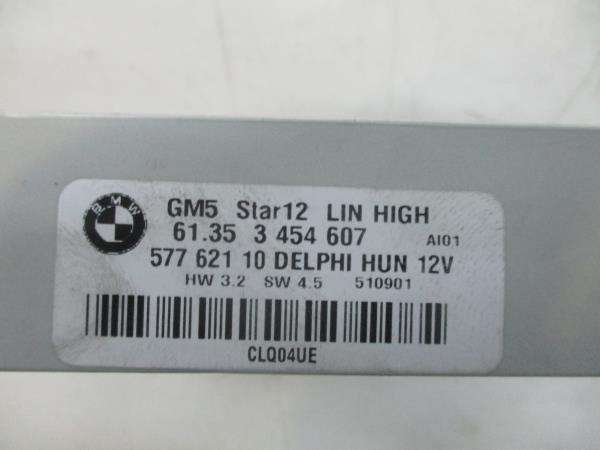 BMW
GM5 Star12 LIN HIGH
61.35 3 454 607 AI01
577 621 10 DELPHI HUN 12V
HW 3.2 SW 4.5 510901
CLQ04UE